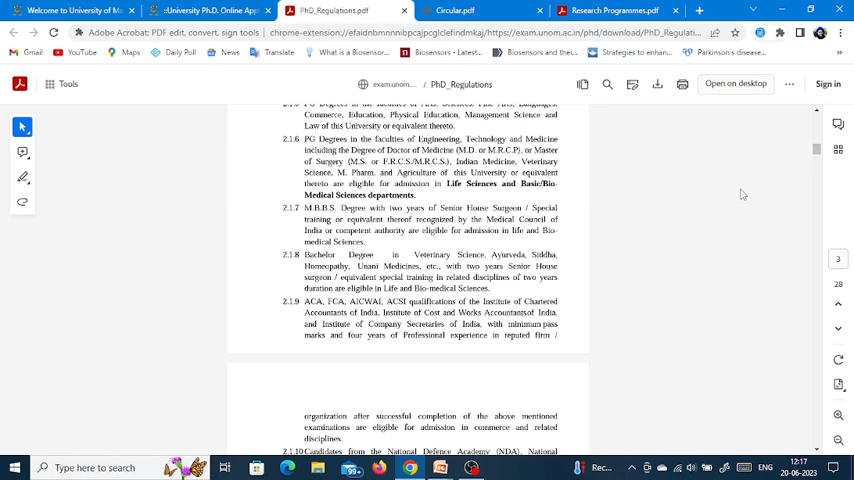 Welcome to University of Ma
::University Ph.D. Online App
PhD_Regulations.pdf
Circular.pdf
Research Programmes.pdf
Adobe Acrobat: PDF edit, convert, sign tools
chrome-extension://efaidnbmnnnibpcajpcglclefindmkaj/https://exam.unom.ac.in/phd/download/PhD_Regulati...
Gmail
YouTube
Maps
Daily Poll
News
Translate
What is a Biosensor...
Biosensors - Latest...
Biosensors and thei...
Strategies to enhan...
Parkinson's disease...
Tools
exam.unom....
/
PhD_Regulations
Open on desktop
Sign in
Commerce, Education, Physical Education, Management Science and
Law of this University or equivalent thereto.
2.1.6 PG Degrees in the faculties of Engineering, Technology and Medicine
including the Degree of Doctor of Medicine (M.D. or M.R.C.P), or Master
of Surgery (M.S. or F.R.C.S/M.R.C.S.), Indian Medicine, Veterinary
Science, M. Pharm. and Agriculture of this University or equivalent
thereto are eligible for admission in Life Sciences and Basic/Bio-
Medical Sciences departments.
2.1.7 M.B.B.S. Degree with two years of Senior House Surgeon / Special
training or equivalent thereof recognized by the Medical Council of
India or competent authority are eligible for admission in life and Bio-
medical Sciences.
2.1.8 Bachelor Degree in Veterinary Science, Ayurveda, Siddha,
Homeopathy, Unani Medicines, etc., with two years Senior House
surgeon / equivalent special training in related disciplines of two years
duration are eligible in Life and Bio-medical Sciences.
2.1.9 ACA, FCA, AICWAI, ACSI qualifications of the Institute of Chartered
Accountants of India, Institute of Cost and Works Accountantsof India,
and Institute of Company Secretaries of India, with minimum pass
marks and four years of Professional experience in reputed firm /
organization after successful completion of the above mentioned
examinations are eligible for admission in commerce and related
disciplines.
2.1.10 Candidates from the National Defence Academy (NDA), National
3
28
Type here to search
99+
Rec...
ENG
12:17
20-06-2023